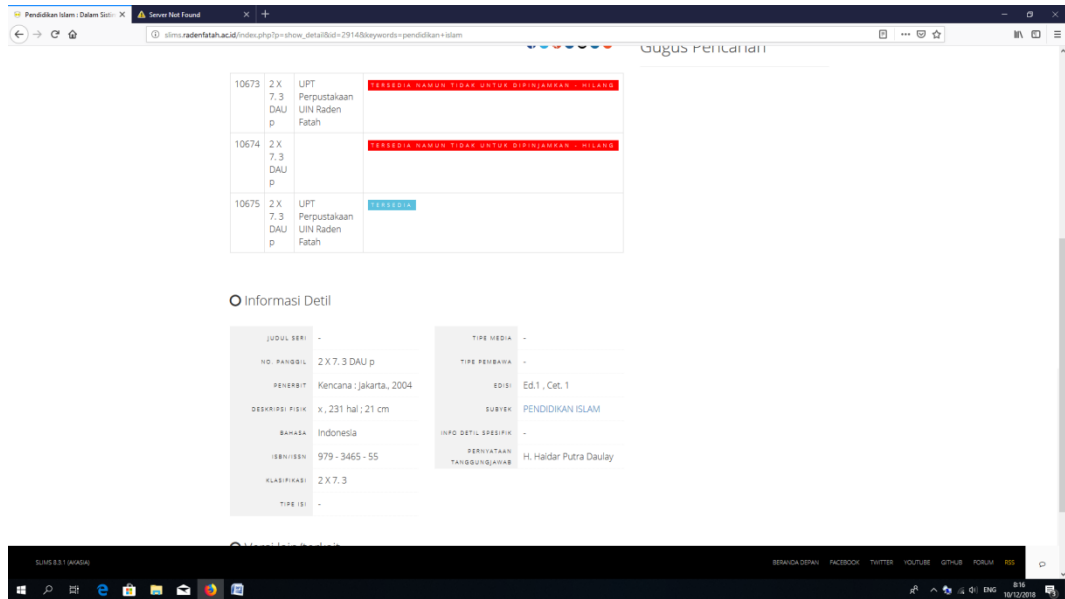 Pendidikan Islam : Dalam Sistem
Server Not Found
slims.radenfatah.ac.id/index.php?p=show_detail&id=2914&keywords=pendidikan+islam
Gugus Pencarian
10673 2 X 7. 3 DAU p UPT Perpustakaan UIN Raden Fatah TERSEDIA NAMUN TIDAK UNTUK DIPINJAMKAN - HILANG
10674 2 X 7. 3 DAU p TERSEDIA NAMUN TIDAK UNTUK DIPINJAMKAN - HILANG
10675 2 X 7. 3 DAU p UPT Perpustakaan UIN Raden Fatah TERSEDIA
Informasi Detil
JUDUL SERI -
NO. PANGGIL 2 X 7. 3 DAU p
PENERBIT Kencana : Jakarta., 2004
DESKRIPSI FISIK x , 231 hal ; 21 cm
BAHASA Indonesia
ISBN/ISSN 979 - 3465 - 55
KLASIFIKASI 2 X 7. 3
TIPE ISI -
TIPE MEDIA -
TIPE PEMBAWA -
EDISI Ed.1 , Cet. 1
SUBYEK PENDIDIKAN ISLAM
INFO DETIL SPESIFIK -
PERNYATAAN TANGGUNGJAWAB H. Haldar Putra Daulay
SLIMS 8.3.1 (AKASIA)
BERANDA DEPAN FACEBOOK TWITTER YOUTUBE GITHUB FORUM RSS
ENG
8:16
10/12/2018